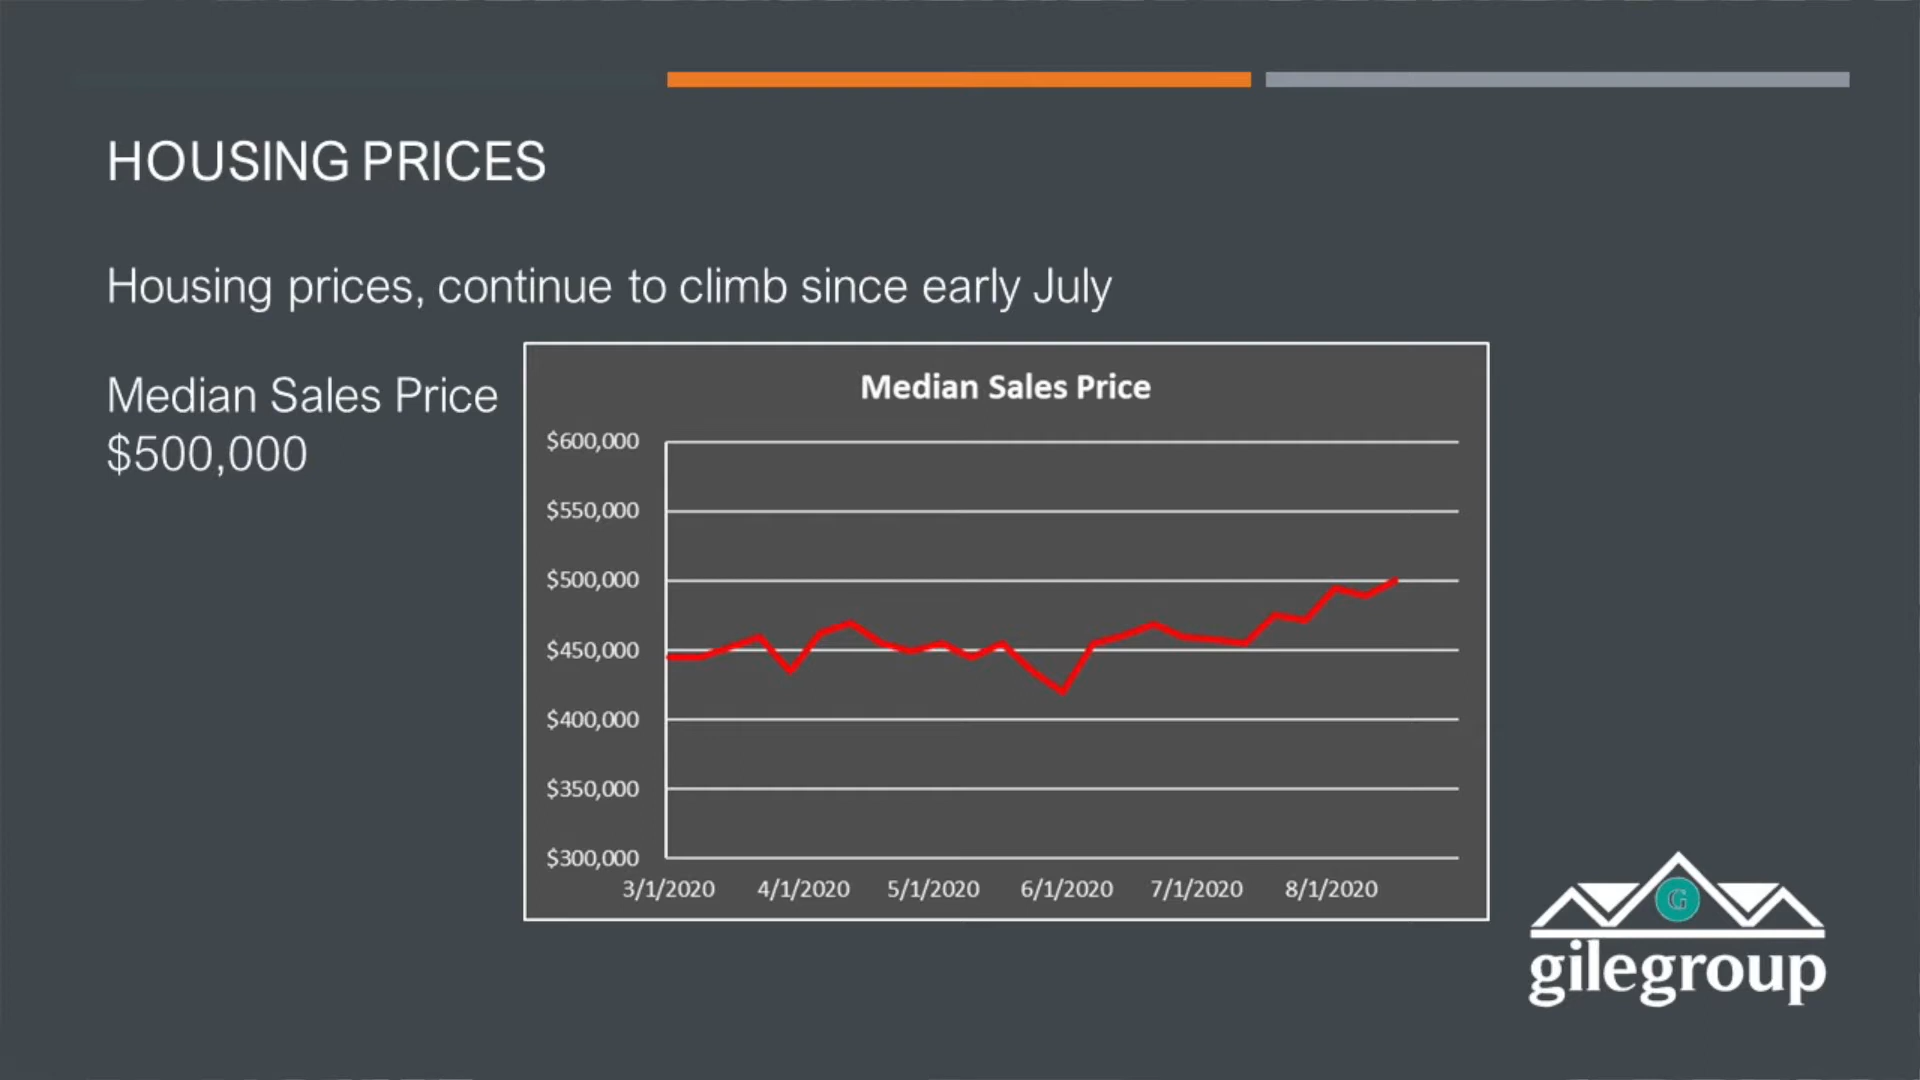 HOUSING PRICES
Housing prices, continue to climb since early July
Median Sales Price
$500,000
Median Sales Price
$600,000
$550,000
$500,000
$450,000
$400,000
$350,000
$300,000
3/1/2020 4/1/2020 5/1/2020 6/1/2020 7/1/2020 8/1/2020
G
gilegroup